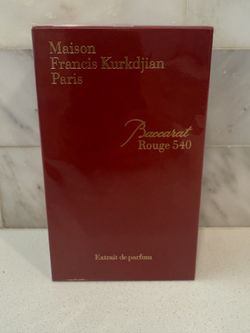 Maison
Francis Kurkdjian
Paris
Baccarat
Rouge 540
Extrait de parfum